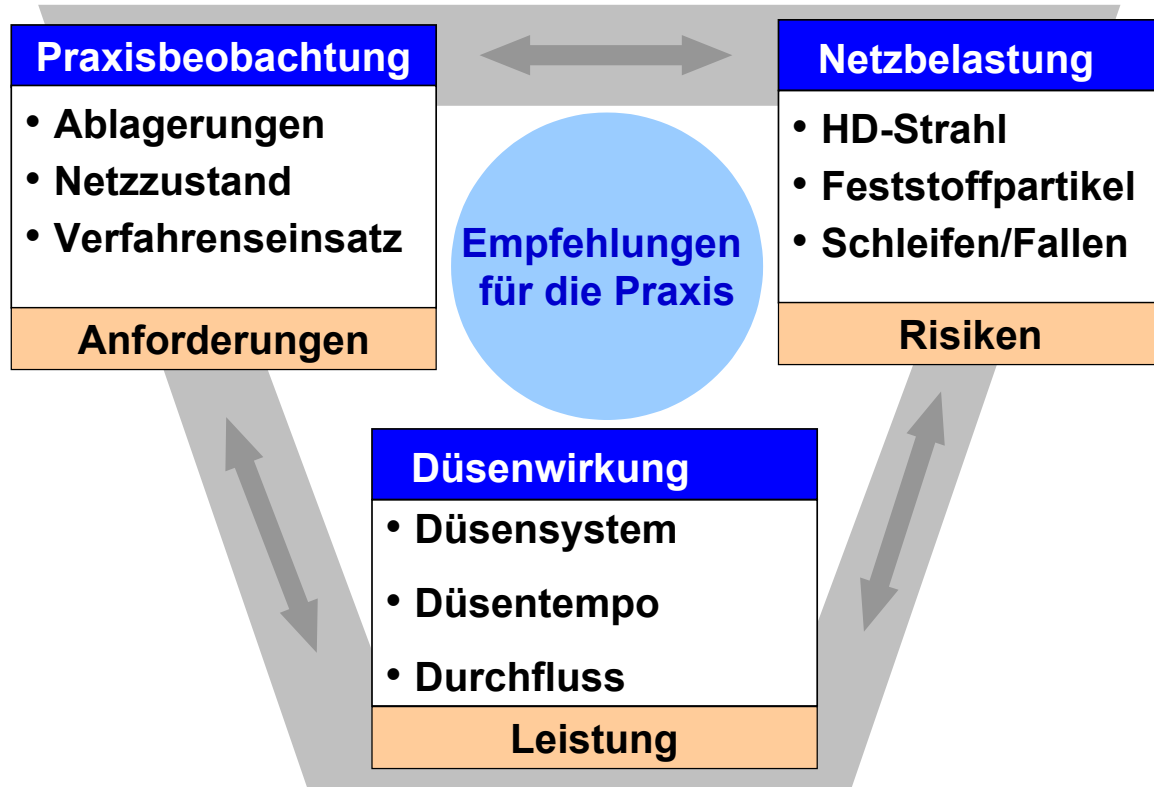 Praxisbeobachtung
• Ablagerungen
• Netzzustand
• Verfahrenseinsatz
Anforderungen
Netzbelastung
• HD-Strahl
• Feststoffpartikel
• Schleifen/Fallen
Risiken
Empfehlungen
für die Praxis
Düsenwirkung
• Düsensystem
• Düsentempo
• Durchfluss
Leistung